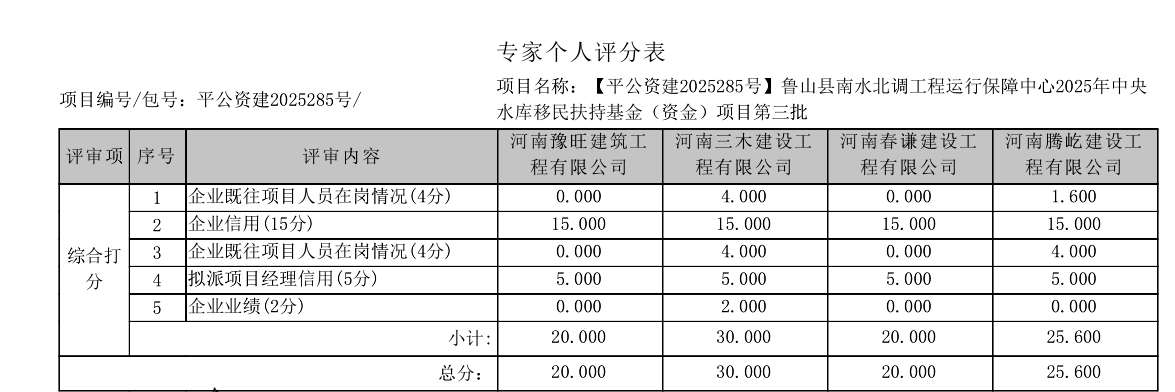 专家个人评分表
项目编号/包号：平公资建2025285号/
项目名称：【平公资建2025285号】鲁山县南水北调工程运行保障中心2025年中央
水库移民扶持基金（资金）项目第三批
评审项 序号 评审内容 河南豫旺建筑工程有限公司 河南三木建设工程有限公司 河南春谦建设工程有限公司 河南腾屹建设工程有限公司
综合打分
1 企业既往项目人员在岗情况(4分) 0.000 4.000 0.000 1.600
2 企业信用(15分) 15.000 15.000 15.000 15.000
3 企业既往项目人员在岗情况(4分) 0.000 4.000 0.000 4.000
4 拟派项目经理信用(5分) 5.000 5.000 5.000 5.000
5 企业业绩(2分) 0.000 2.000 0.000 0.000
小计: 20.000 30.000 20.000 25.600
总分： 20.000 30.000 20.000 25.600